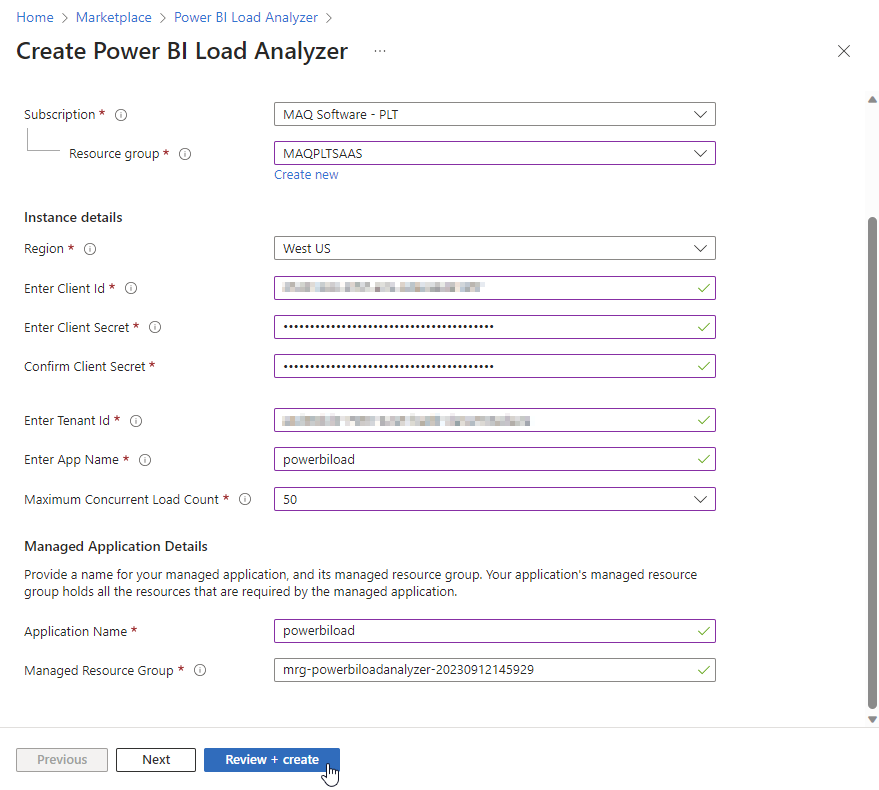 Home > Marketplace > Power BI Load Analyzer >
Create Power BI Load Analyzer ...
Subscription * MAQ Software - PLT
Resource group * MAQPLTSAAS
Create new
Instance details
Region * West US
Enter Client Id *
Enter Client Secret * ••••••••••••••••••••••••••••••••••••••••
Confirm Client Secret * ••••••••••••••••••••••••••••••••••••••••
Enter Tenant Id *
Enter App Name * powerbiload
Maximum Concurrent Load Count * 50
Managed Application Details
Provide a name for your managed application, and its managed resource group. Your application's managed resource
group holds all the resources that are required by the managed application.
Application Name * powerbiload
Managed Resource Group * mrg-powerbiloadanalyzer-20230912145929
Previous Next Review + create